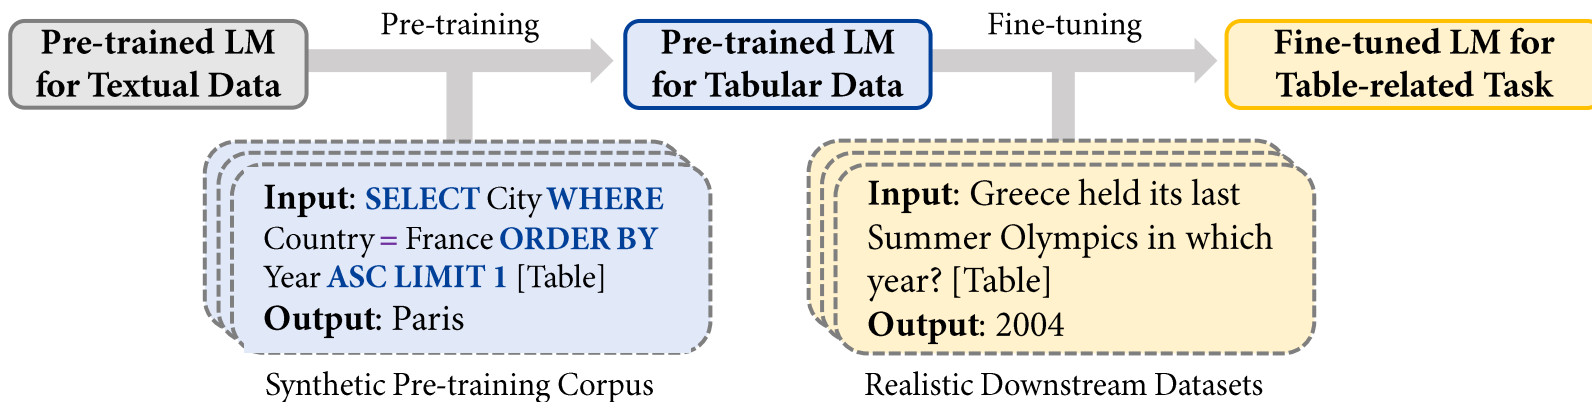 Pre-trained LM
for Textual Data
Pre-training
Pre-trained LM
for Tabular Data
Fine-tuning
Fine-tuned LM for
Table-related Task
Input: SELECT City WHERE
Country = France ORDER BY
Year ASC LIMIT 1 [Table]
Output: Paris
Synthetic Pre-training Corpus
Input: Greece held its last
Summer Olympics in which
year? [Table]
Output: 2004
Realistic Downstream Datasets